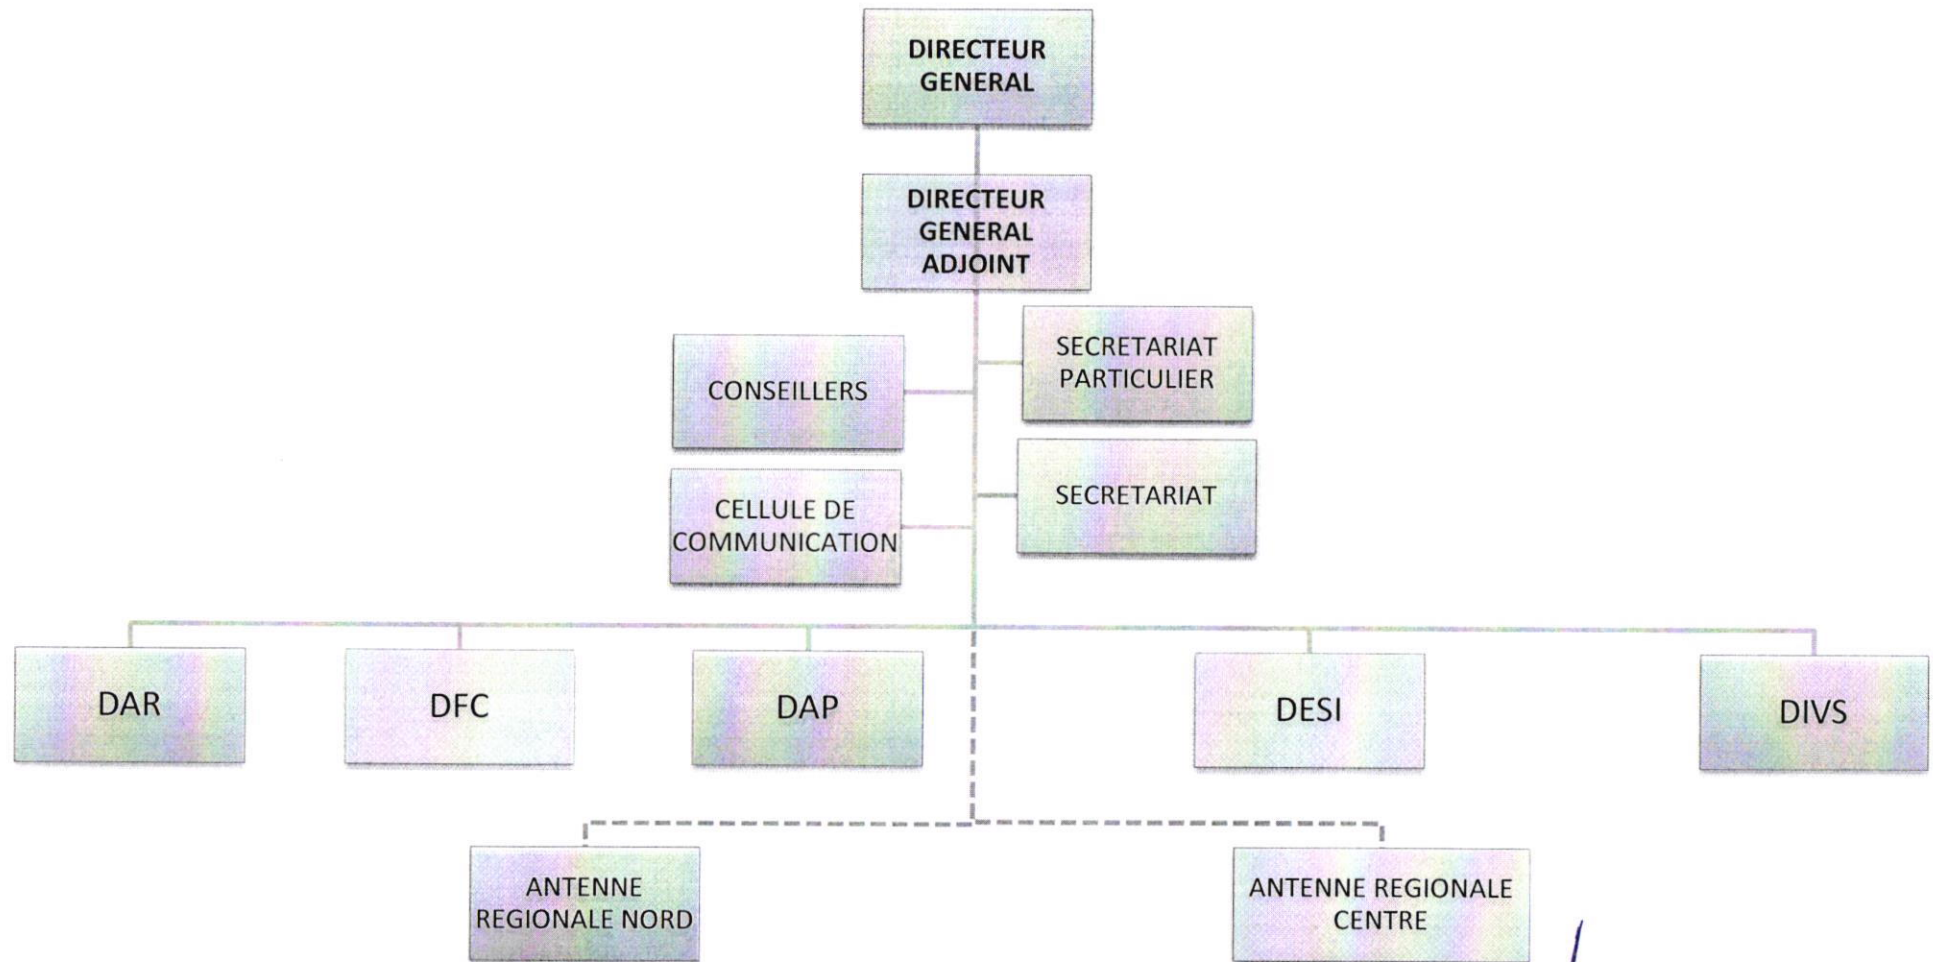 DIRECTEUR
GENERAL
DIRECTEUR
GENERAL
ADJOINT
SECRETARIAT
PARTICULIER
CONSEILLERS
SECRETARIAT
CELLULE DE
COMMUNICATION
DAR
DFC
DAP
DESI
DIVS
ANTENNE
REGIONALE NORD
ANTENNE REGIONALE
CENTRE